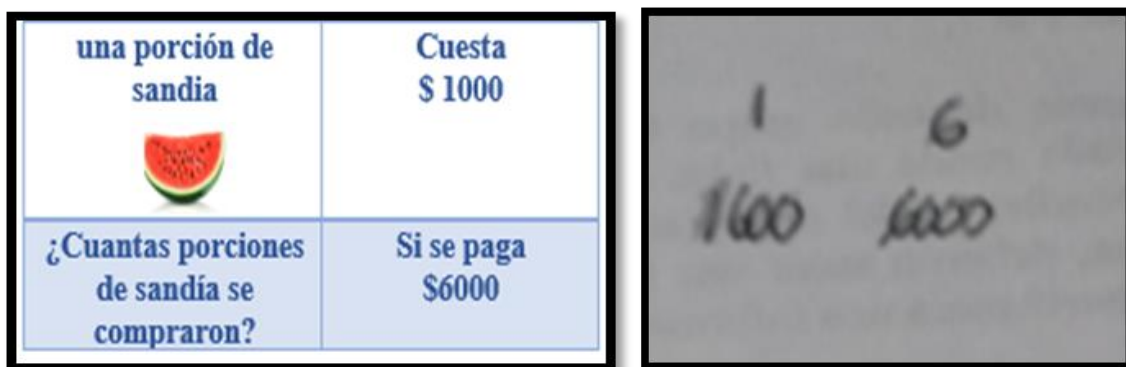 una porción de
sandia
Cuesta
$ 1000
¿Cuantas porciones
de sandía se
compraron?
Si se paga
$6000
1 6
1600 6000